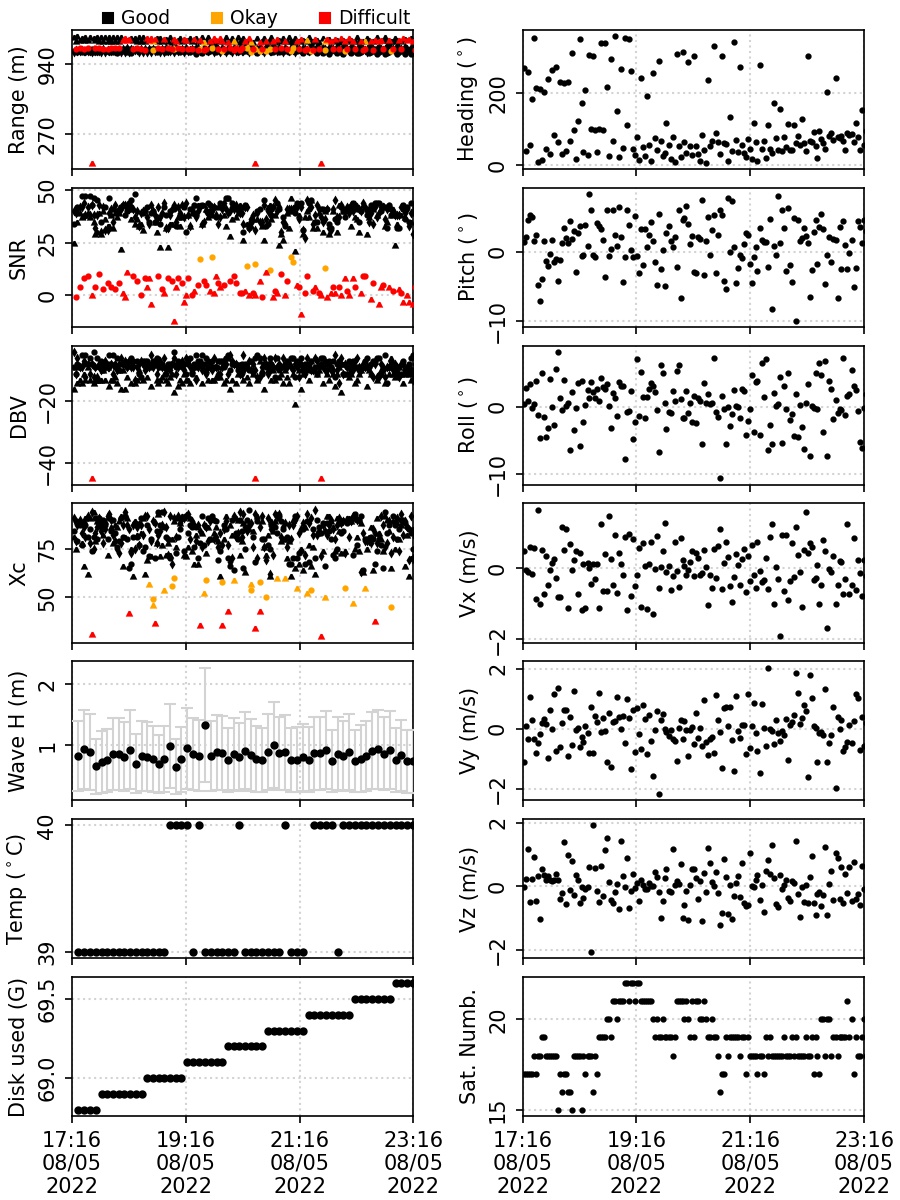 Good Okay Difficult
Range (m)
940
270
Heading (°)
200
0
SNR
50
25
0
Pitch (°)
0
−10
DBV
−20
−40
Roll (°)
0
−10
Xc
75
50
Vx (m/s)
0
−2
Wave H (m)
2
1
Vy (m/s)
2
0
−2
Temp (°C)
40
39
Vz (m/s)
2
0
−2
Disk used (G)
69.5
69.0
Sat. Numb.
20
15
17:16 19:16 21:16 23:16 17:16 19:16 21:16 23:16
08/05 08/05 08/05 08/05 08/05 08/05 08/05 08/05
2022 2022 2022 2022 2022 2022 2022 2022